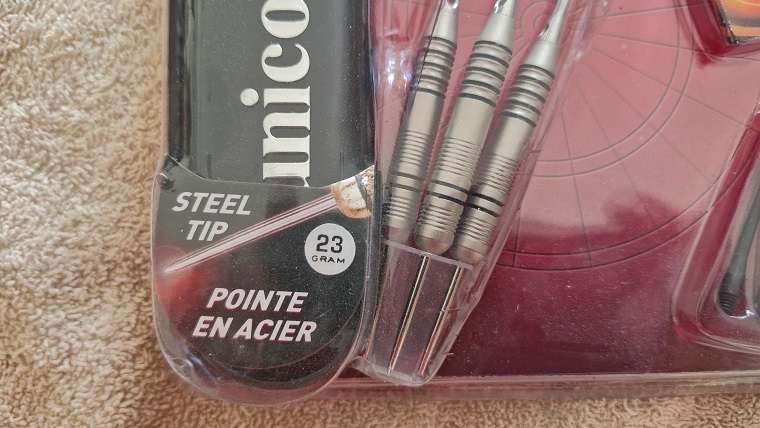 unico
STEEL
TIP
23
GRAM
POINTE
EN ACIER